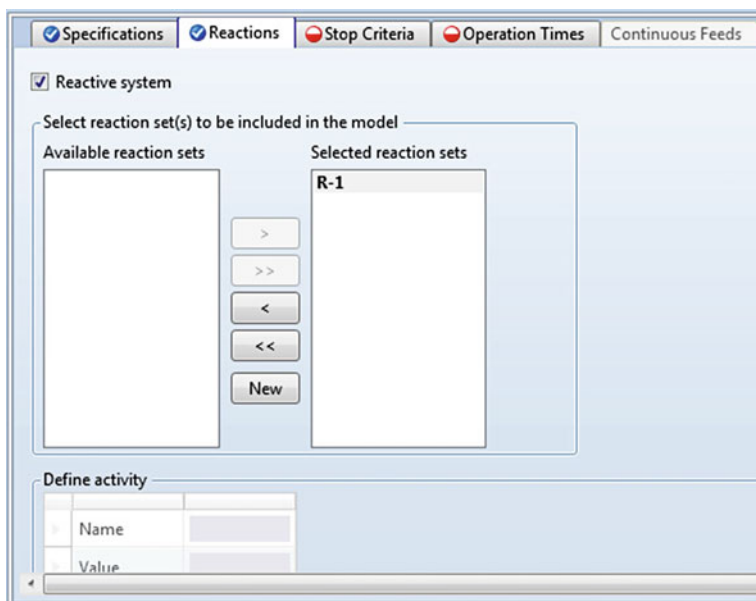 Specifications Reactions Stop Criteria Operation Times Continuous Feeds
Reactive system
Select reaction set(s) to be included in the model
Available reaction sets Selected reaction sets
R-1
>
>>
<
<<
New
Define activity
Name
Value